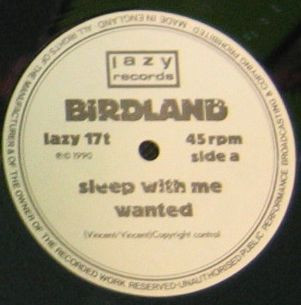 lazy
records
BiRDLAND
lazy 17t
45 rpm
℗© 1990
side a
sleep with me
wanted
(Vincent/Vincent)Copyright control
ALL RIGHTS OF THE MANUFACTURER & OF THE OWNER OF THE RECORDED WORK RESERVED·UNAUTHORISED PUBLIC PERFORMANCE BROADCASTING & COPYING PROHIBITED MADE IN ENGLAND